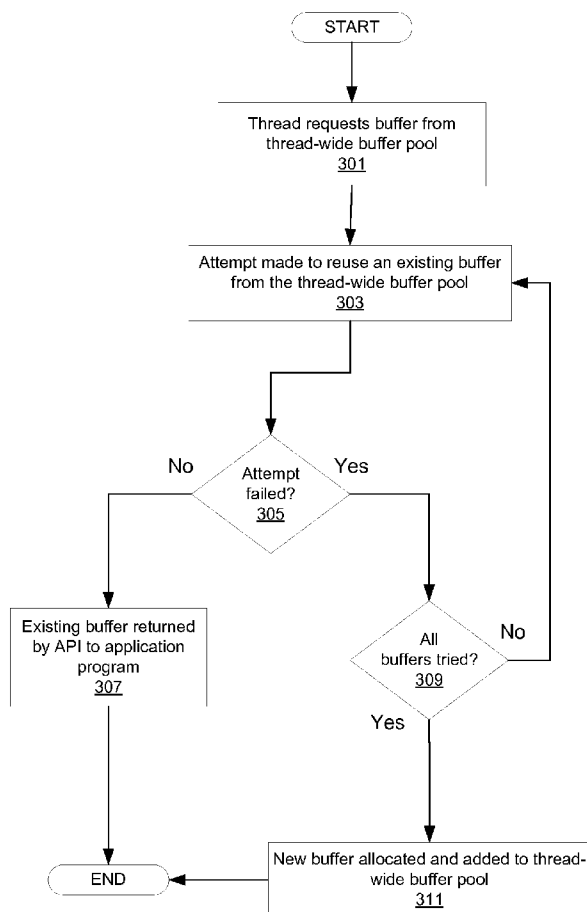 START
Thread requests buffer from
thread-wide buffer pool
301
Attempt made to reuse an existing buffer
from the thread-wide buffer pool
303
No
Yes
Attempt
failed?
305
Existing buffer returned
by API to application
program
307
All
buffers tried?
309
No
Yes
New buffer allocated and added to thread-
wide buffer pool
311
END